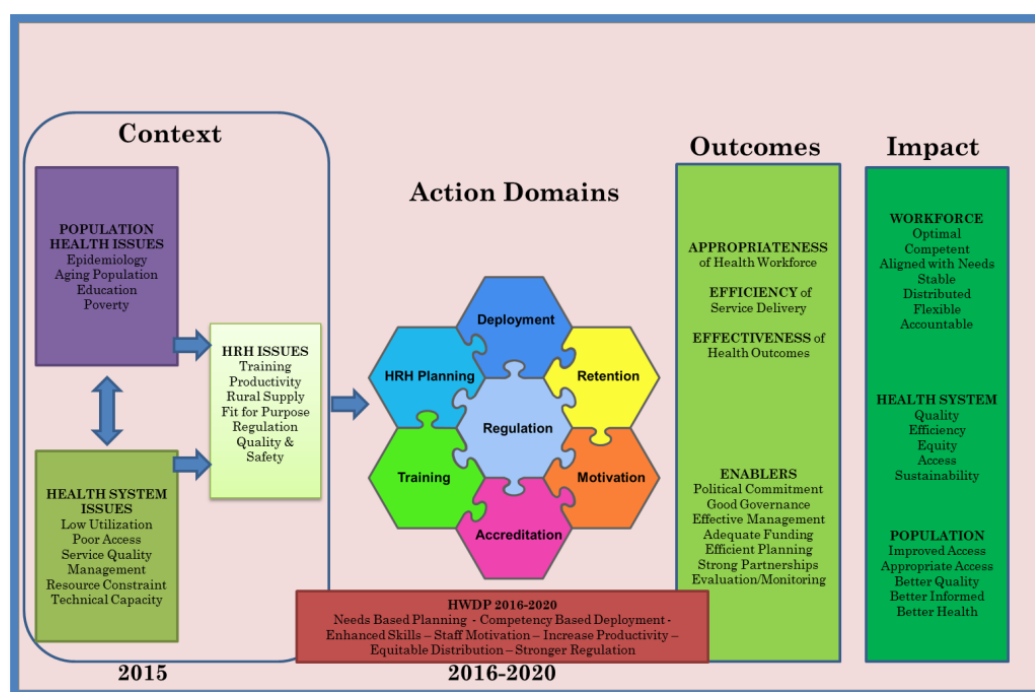 Context
POPULATION
HEALTH ISSUES
Epidemiology
Aging Population
Education
Poverty
HEALTH SYSTEM
ISSUES
Low Utilization
Poor Access
Service Quality
Management
Resource Constraint
Technical Capacity
HRH ISSUES
Training
Productivity
Rural Supply
Fit for Purpose
Regulation
Quality &
Safety
2015
Action Domains
Deployment
HRH Planning
Retention
Regulation
Training
Motivation
Accreditation
HWDP 2016-2020
Needs Based Planning - Competency Based Deployment -
Enhanced Skills – Staff Motivation – Increase Productivity –
Equitable Distribution – Stronger Regulation
2016-2020
Outcomes
APPROPRIATENESS
of Health Workforce
EFFICIENCY of
Service Delivery
EFFECTIVENESS of
Health Outcomes
ENABLERS
Political Commitment
Good Governance
Effective Management
Adequate Funding
Efficient Planning
Strong Partnerships
Evaluation/Monitoring
Impact
WORKFORCE
Optimal
Competent
Aligned with Needs
Stable
Distributed
Flexible
Accountable
HEALTH SYSTEM
Quality
Efficiency
Equity
Access
Sustainability
POPULATION
Improved Access
Appropriate Access
Better Quality
Better Informed
Better Health